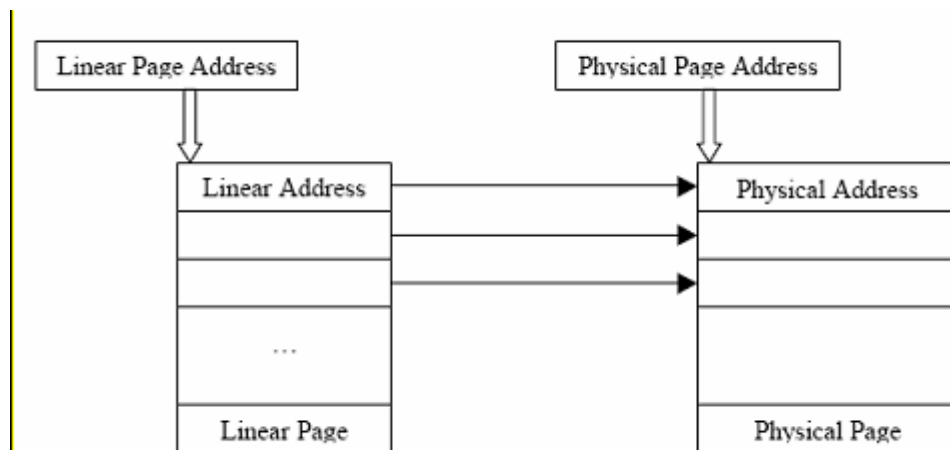 Linear Page Address
Physical Page Address
Linear Address
Physical Address
...
Linear Page
Physical Page